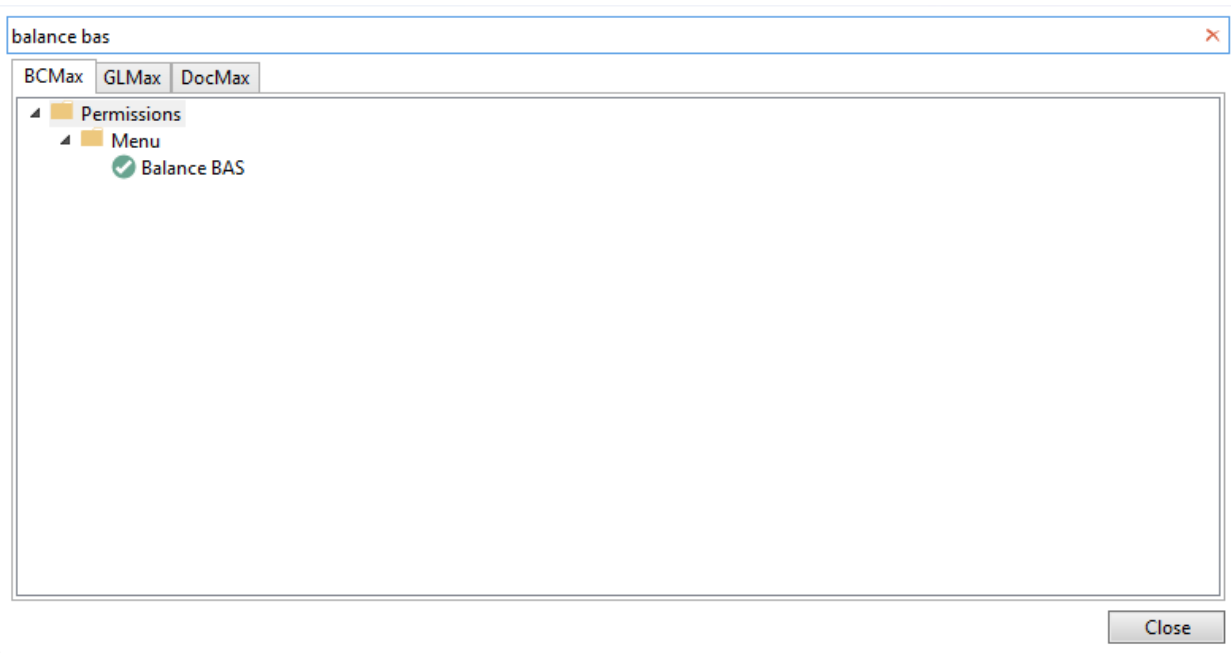 balance bas
BCMax GLMax DocMax
Permissions
Menu
Balance BAS
Close